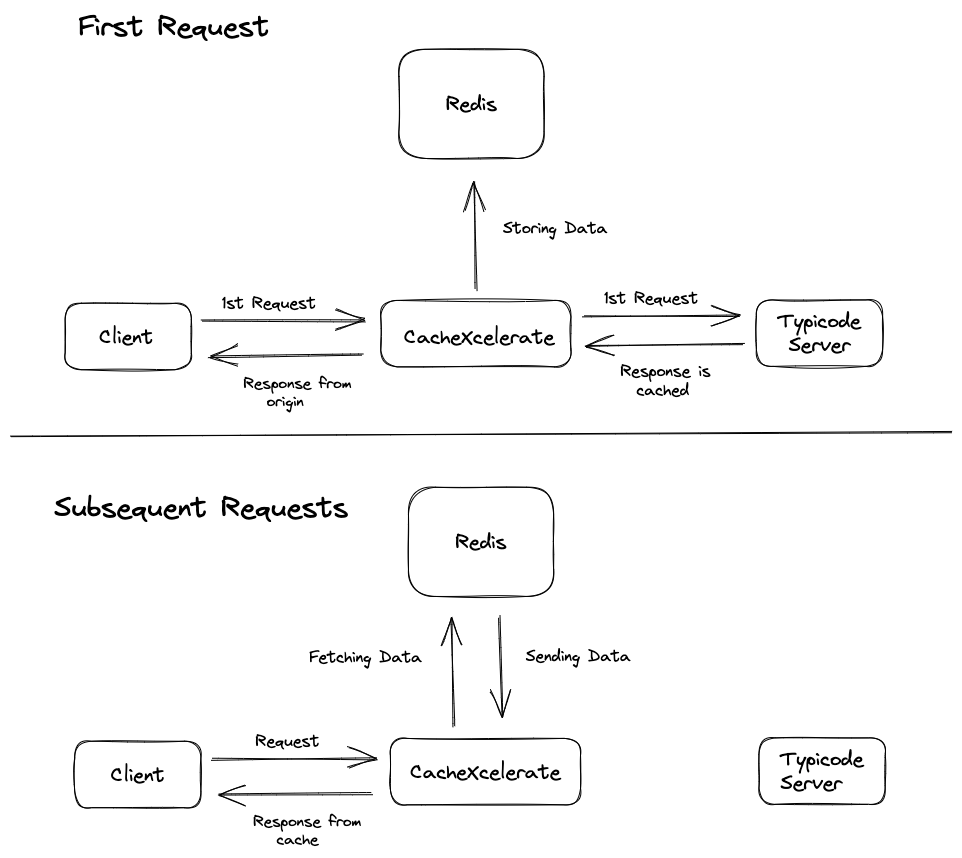 First Request
Redis
Storing Data
1st Request
1st Request
Client
CacheXcelerate
Typicode
Server
Response from
origin
Response is
cached
Subsequent Requests
Redis
Fetching Data
Sending Data
Request
Client
CacheXcelerate
Typicode
Server
Response from
cache